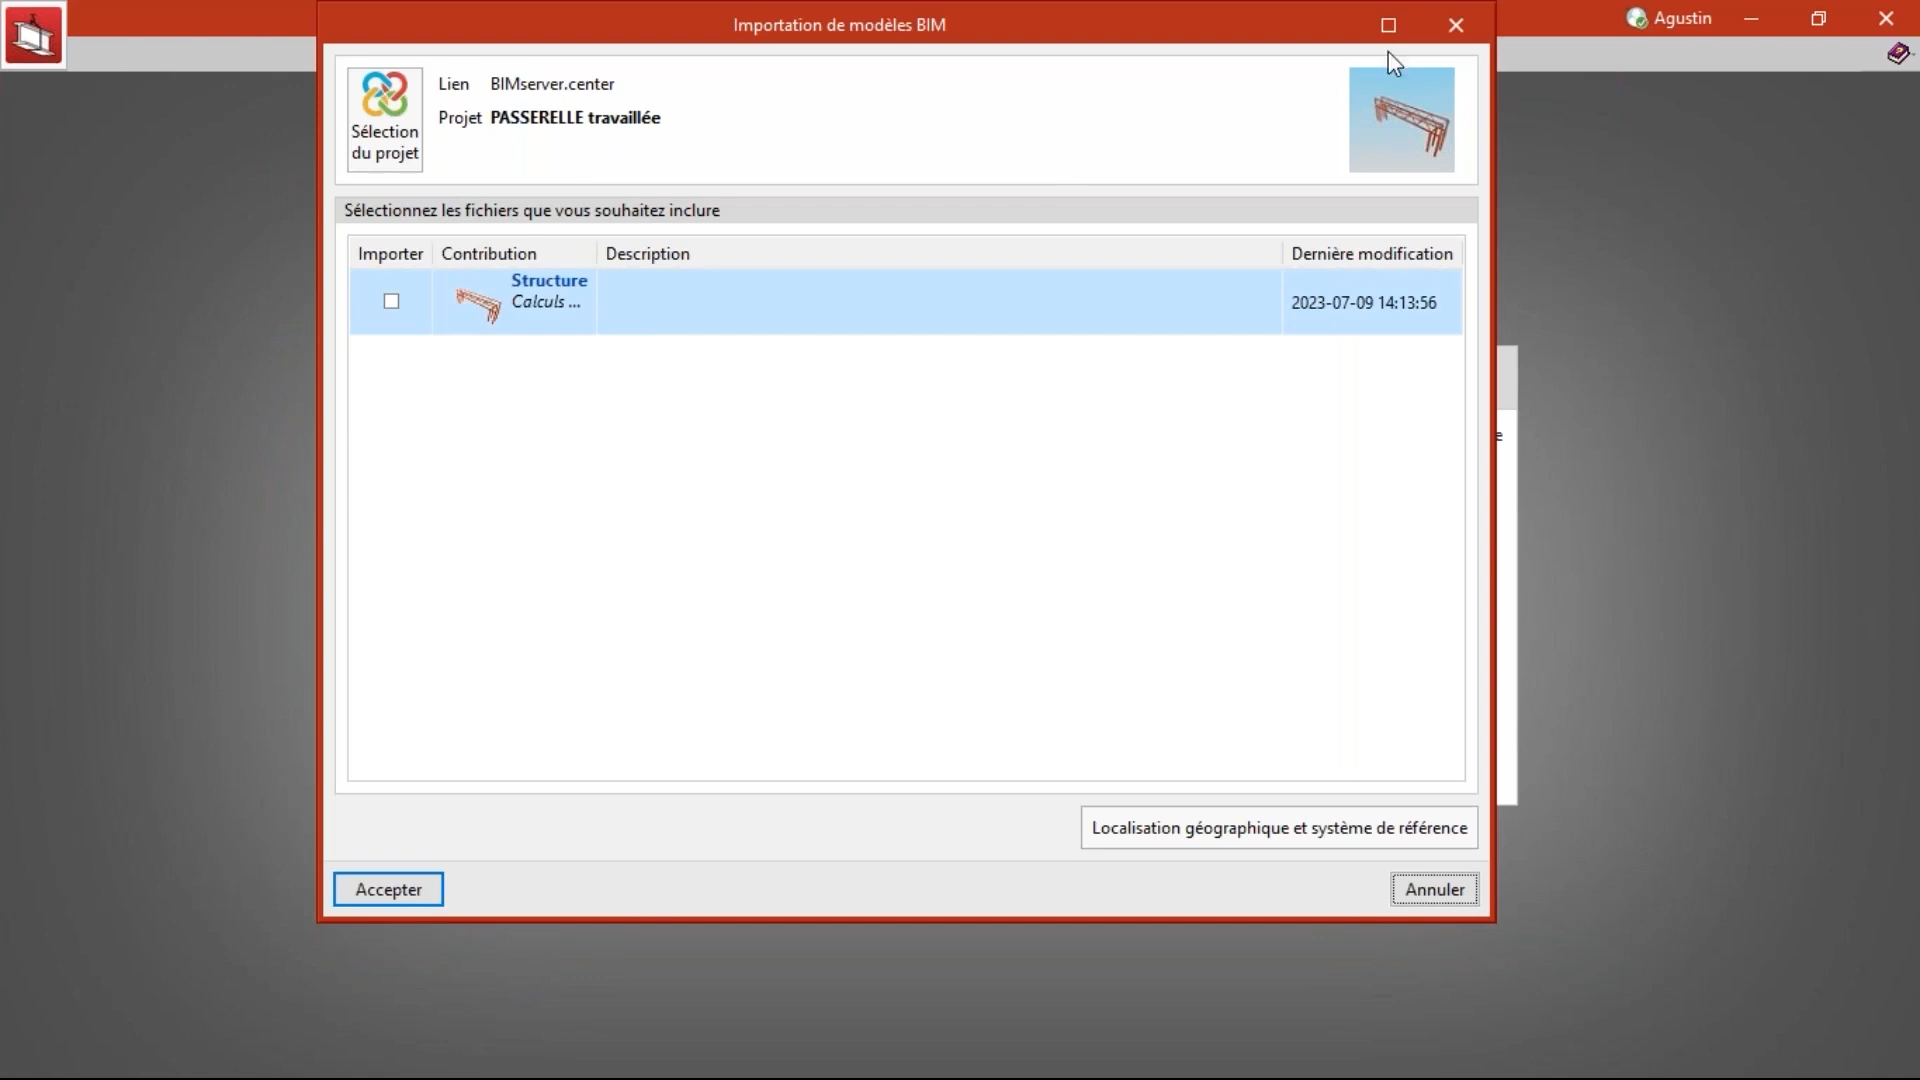 Importation de modèles BIM
Agustin
Lien BIMserver.center
Projet PASSERELLE travaillée
Sélection
du projet
Sélectionnez les fichiers que vous souhaitez inclure
Importer Contribution Description Dernière modification
Structure
Calculs ...
2023-07-09 14:13:56
e
Localisation géographique et système de référence
Accepter
Annuler